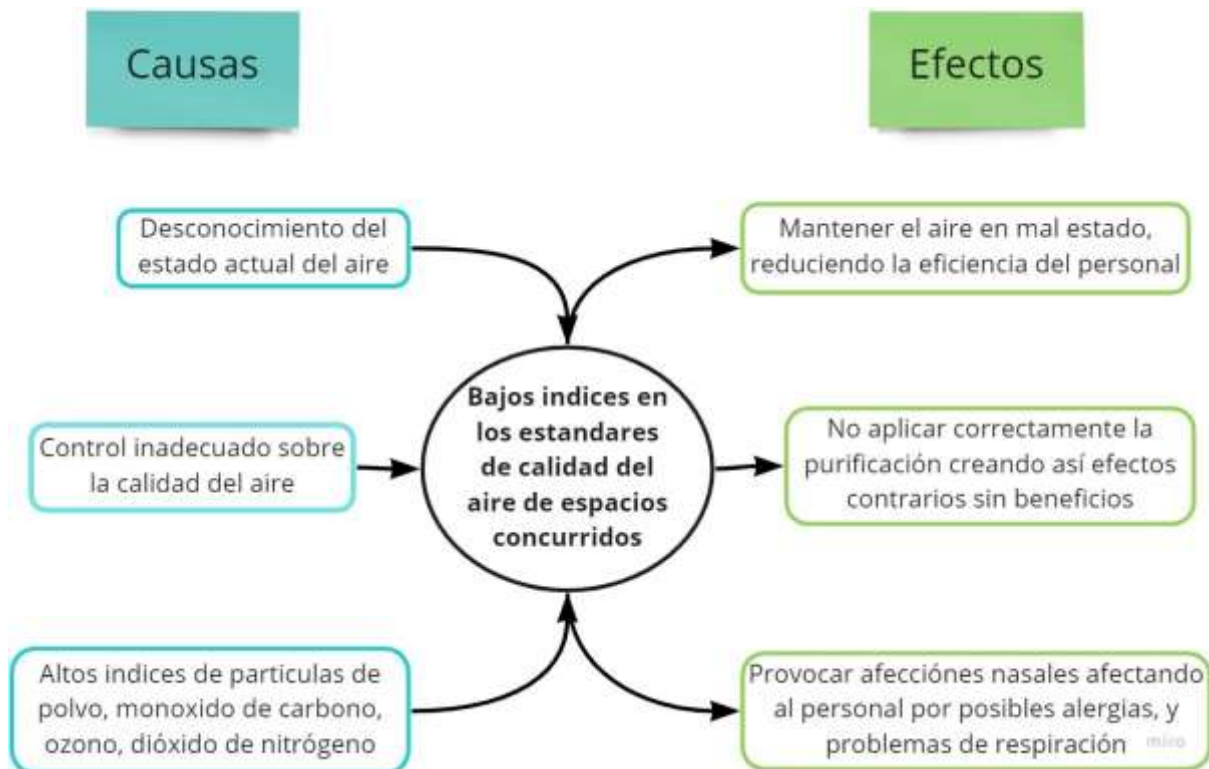 Causas
Efectos
Desconocimiento del
estado actual del aire
Mantener el aire en mal estado,
reduciendo la eficiencia del personal
Bajos indices en
los estandares
de calidad del
aire de espacios
concurridos
Control inadecuado sobre
la calidad del aire
No aplicar correctamente la
purificación creando así efectos
contrarios sin beneficios
Altos indices de particulas de
polvo, monoxido de carbono,
ozono, dióxido de nitrógeno
Provocar afecciónes nasales afectando
al personal por posibles alergias, y
problemas de respiración
miro